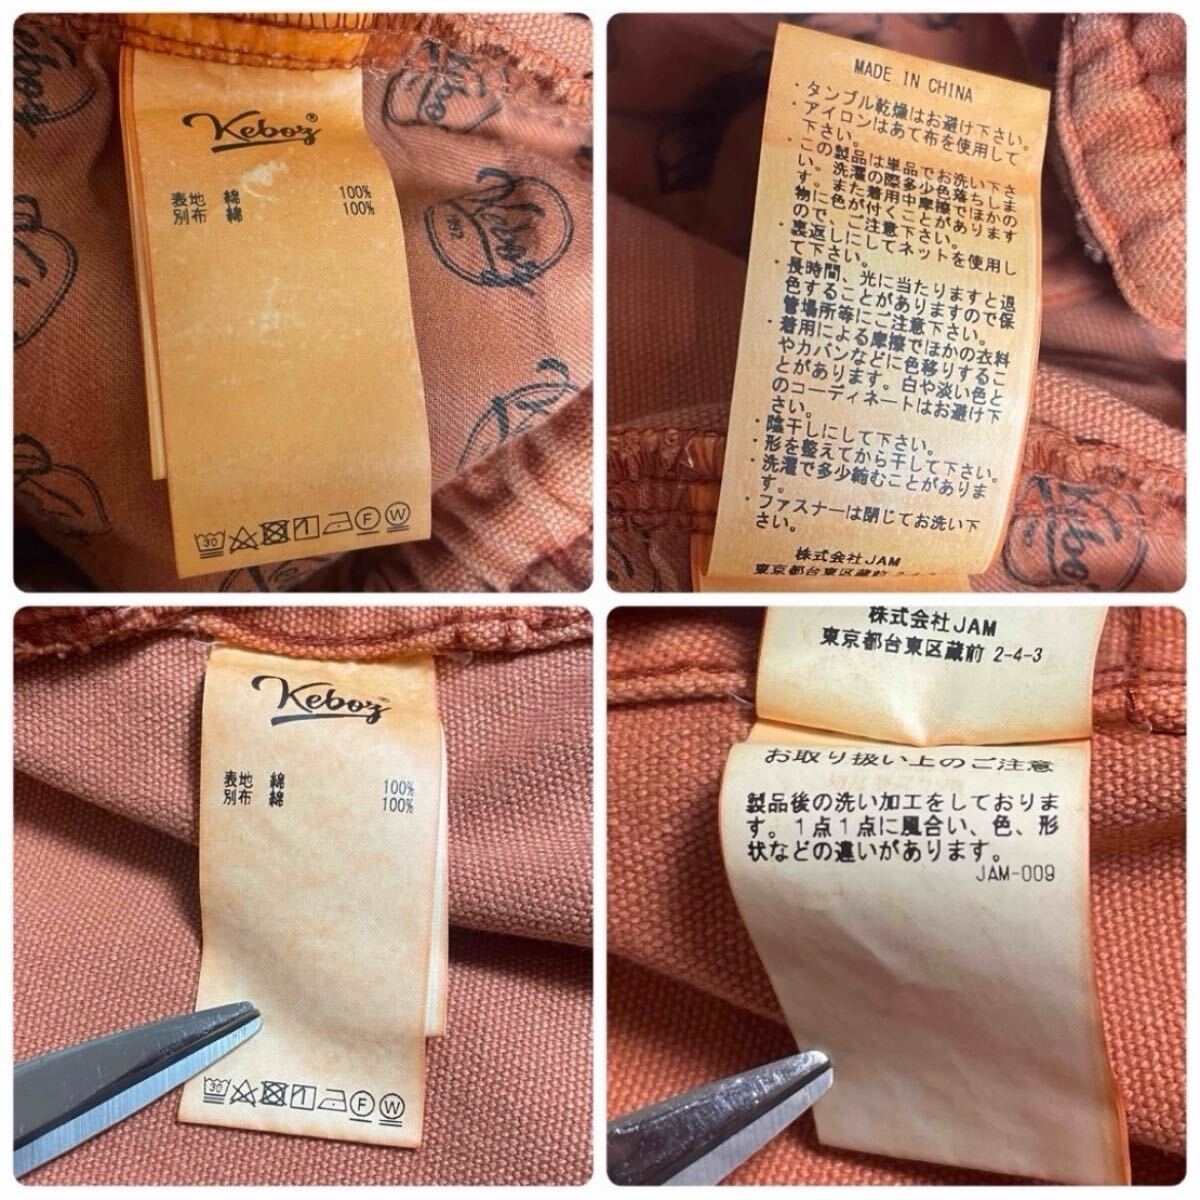 Keboz®
表地 綿 100%
別布 綿 100%
30
F
W
Keboz
Keboz
MADE IN CHINA
・タンブル乾燥はお避け下さい。
・アイロンはあて布を使用して
下さい。
・この製品は単品でお洗い下さ
い。洗濯の際多少色落ちしま
す。また着用中摩擦でほかの
物に色が付くことがあります
ので、ご注意下さい。
・裏返しにしてネットを使用し
て下さい。
・長時間、光に当たりますと退
色することがありますので保
管場所等にご注意下さい。
・着用による摩擦でほかの衣料
やカバンなどに色移りするこ
とがあります。白や淡い色と
のコーディネートはお避け下
さい。
・陰干しにして下さい。
・形を整えてから干して下さい。
・洗濯で多少縮むことがありま
す。
・ファスナーは閉じてお洗い下
さい。
株式会社JAM
東京都台東区蔵前 2-4-3
Keboz
Keboz®
表地 綿 100%
別布 綿 100%
30
F
W
株式会社JAM
東京都台東区蔵前 2-4-3
お取り扱い上のご注意
製品後の洗い加工をしておりま
す。1点1点に風合い、色、形
状などの違いがあります。
JAM-009